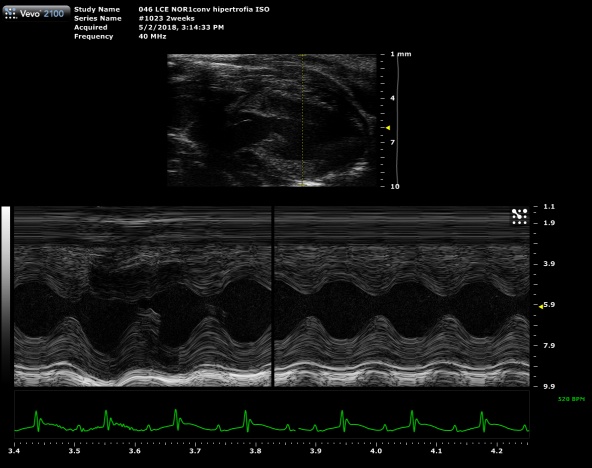 Vevo 2100
Study Name 046 LCE NOR1conv hipertrofia ISO
Series Name #1023 2weeks
Acquired 5/2/2018, 3:14:33 PM
Frequency 40 MHz
1 mm
4
7
10
1.1
1.9
3.9
5.9
7.9
9.9
520 BPM
3.4 3.5 3.6 3.7 3.8 3.9 4.0 4.1 4.2